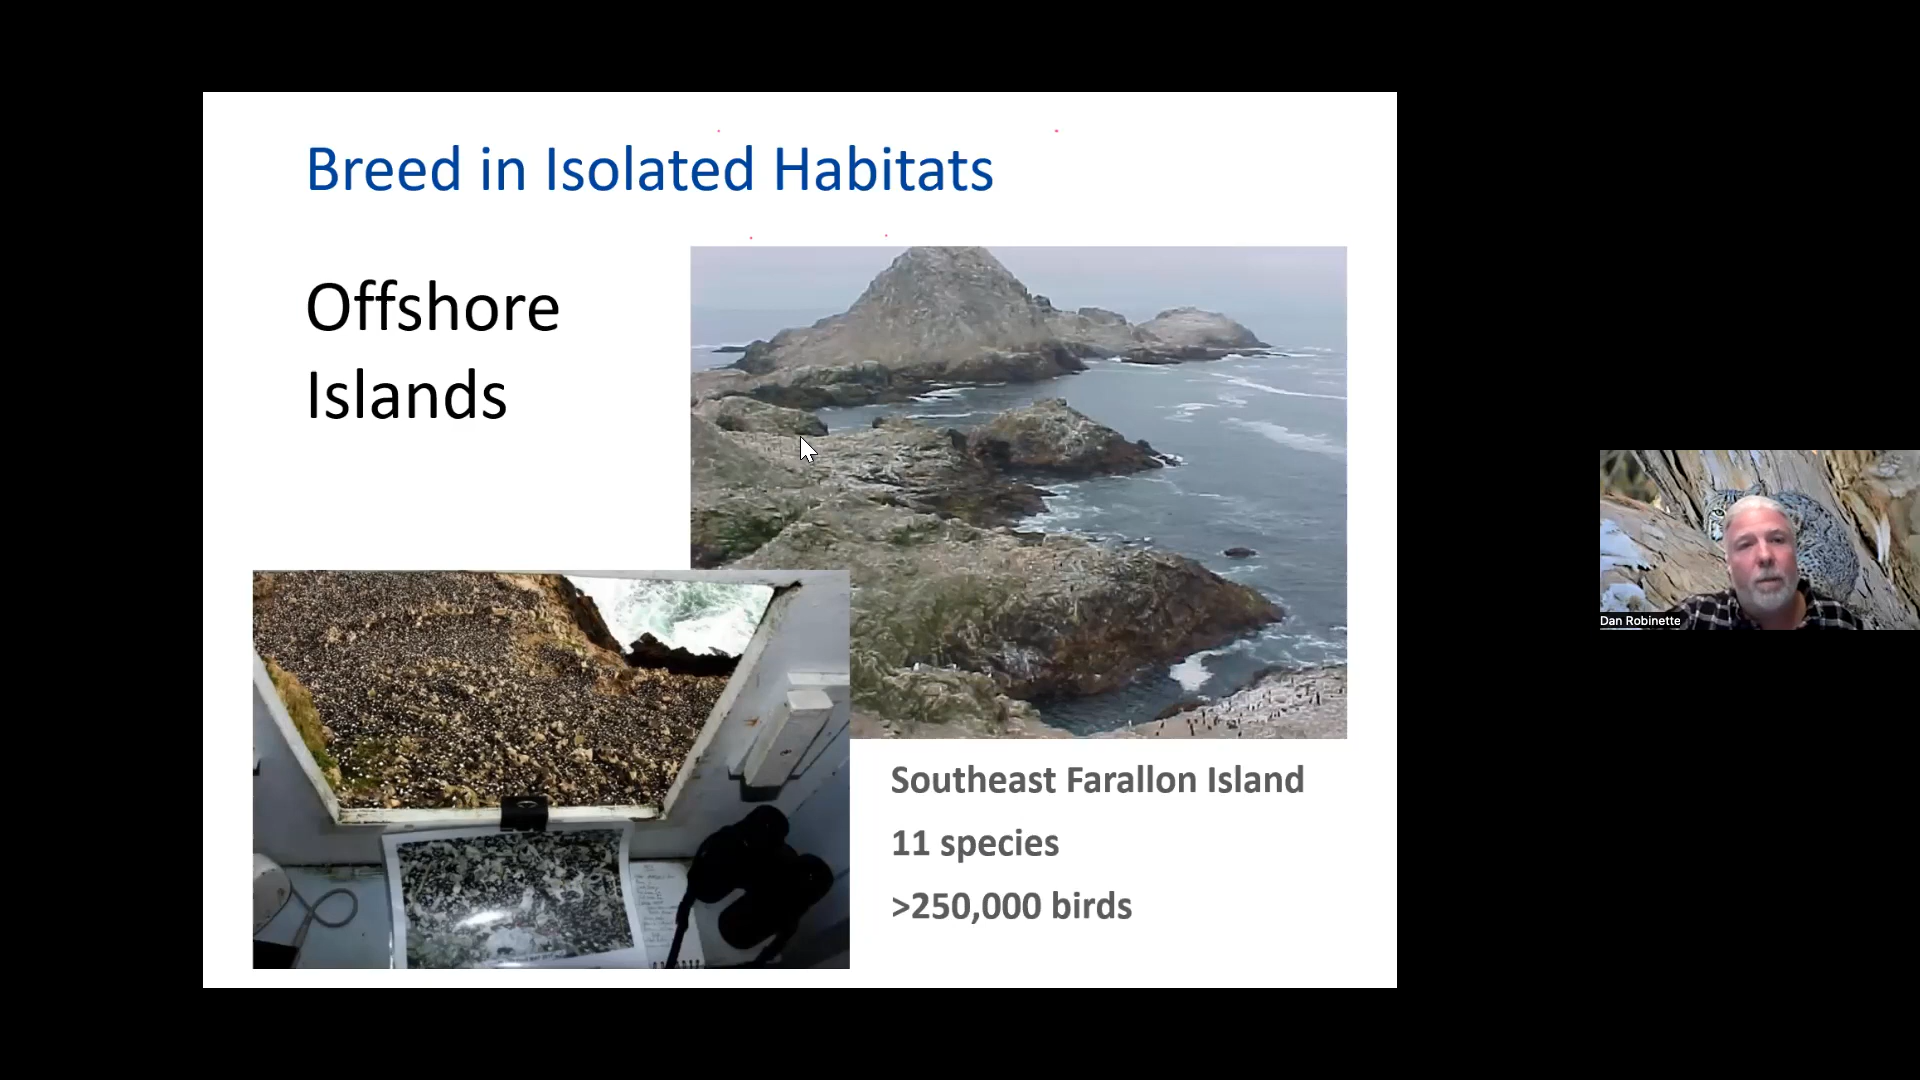 Breed in Isolated Habitats
Offshore
Islands
Southeast Farallon Island
11 species
>250,000 birds
Dan Robinette